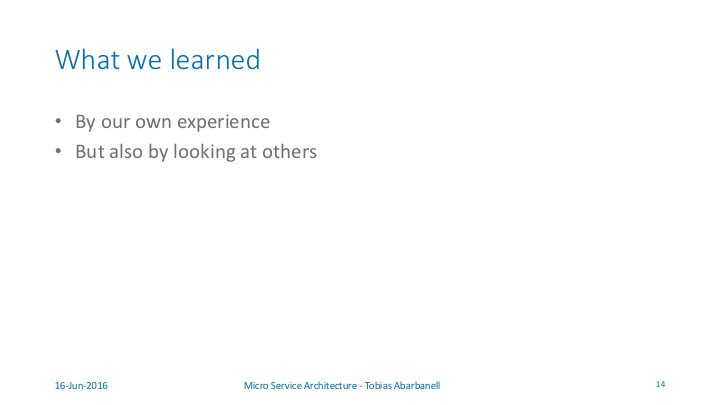 What we learned
• By our own experience
• But also by looking at others
16-Jun-2016
Micro Service Architecture - Tobias Abarbanell
14